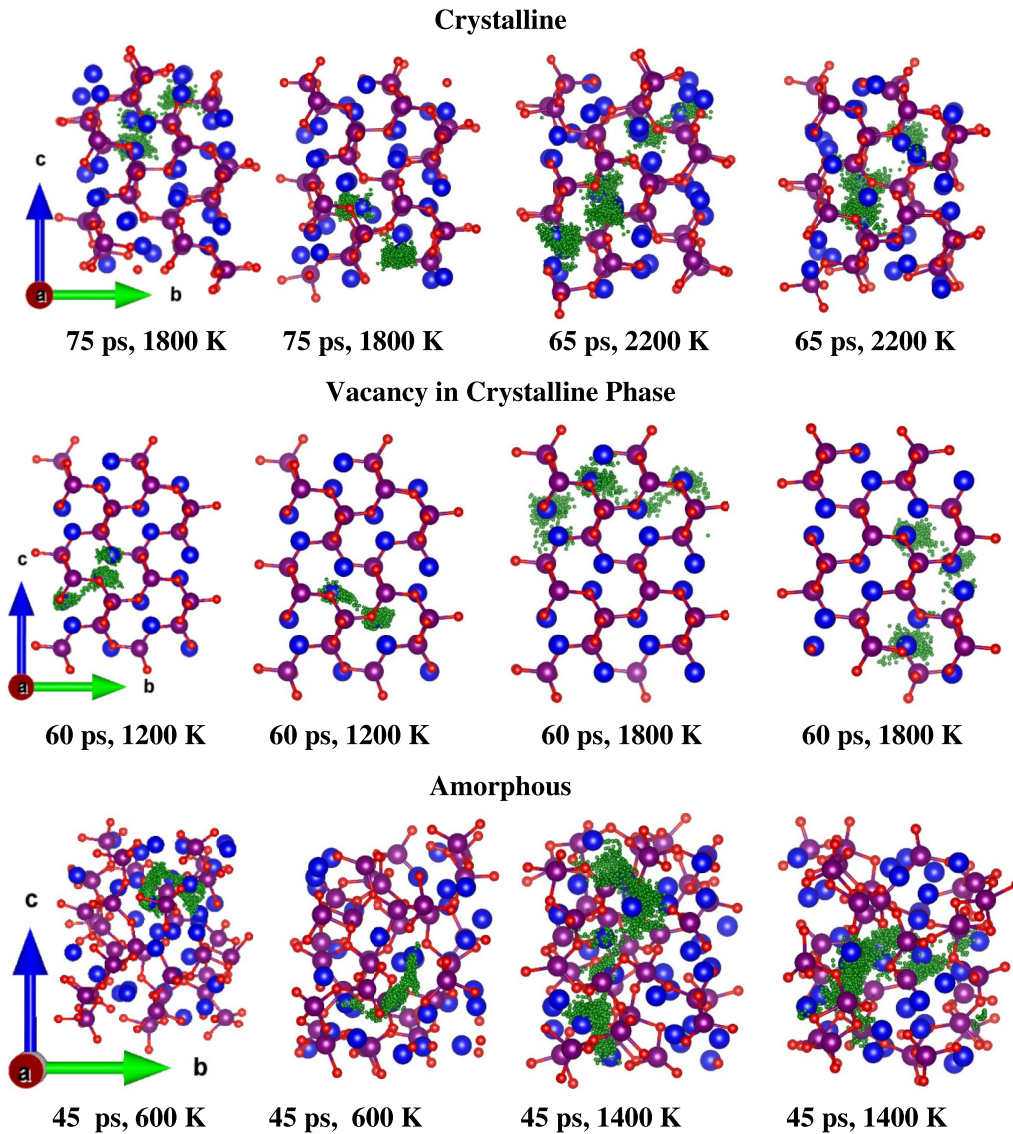 Crystalline
c
a
b
75 ps, 1800 K
75 ps, 1800 K
65 ps, 2200 K
65 ps, 2200 K
Vacancy in Crystalline Phase
c
a
b
60 ps, 1200 K
60 ps, 1200 K
60 ps, 1800 K
60 ps, 1800 K
Amorphous
c
a
b
45 ps, 600 K
45 ps, 600 K
45 ps, 1400 K
45 ps, 1400 K